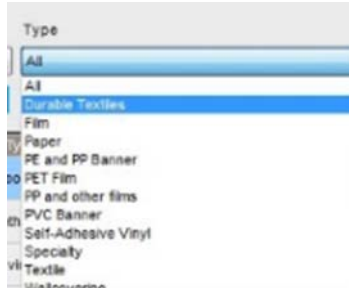 Type
All
All
Durable Textiles
Film
Paper
PE and PP Banner
PET Film
PP and other films
PVC Banner
Self-Adhesive Vinyl
Specialty
Textile
Wallcovering